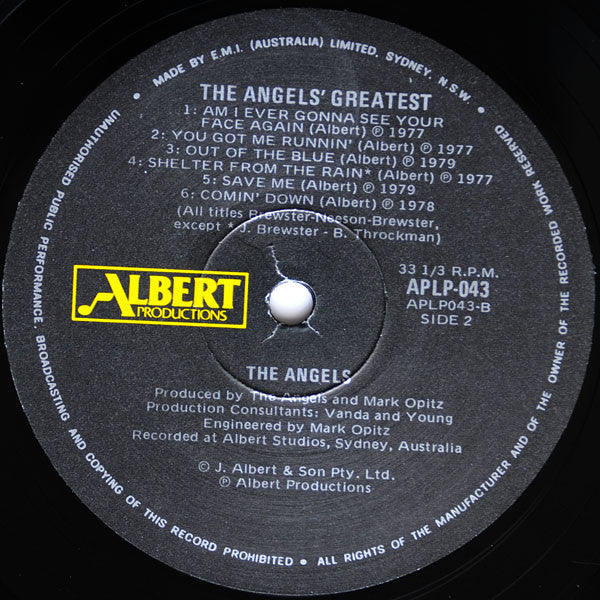 • MADE BY E.M.I. (AUSTRALIA) LIMITED, SYDNEY, N.S.W. •
UNAUTHORISED PUBLIC PERFORMANCE, BROADCASTING AND COPYING OF THIS RECORD PROHIBITED • ALL RIGHTS OF THE MANUFACTURER AND OF THE OWNER OF THE RECORDED WORK RESERVED
THE ANGELS' GREATEST
1: AM I EVER GONNA SEE YOUR
FACE AGAIN (Albert) ℗ 1977
2: YOU GOT ME RUNNIN' (Albert) ℗ 1977
3: OUT OF THE BLUE (Albert) ℗ 1979
4: SHELTER FROM THE RAIN* (Albert) ℗ 1977
5: SAVE ME (Albert) ℗ 1979
6: COMIN' DOWN (Albert) ℗ 1978
(All titles Brewster-Neeson-Brewster,
except * J. Brewster - B. Throckman)
ALBERT
PRODUCTIONS
33 1/3 R.P.M.
APLP-043
APLP043-B
SIDE 2
THE ANGELS
Produced by The Angels and Mark Opitz
Production Consultants: Vanda and Young
Engineered by Mark Opitz
Recorded at Albert Studios, Sydney, Australia
© J. Albert & Son Pty. Ltd.
℗ Albert Productions